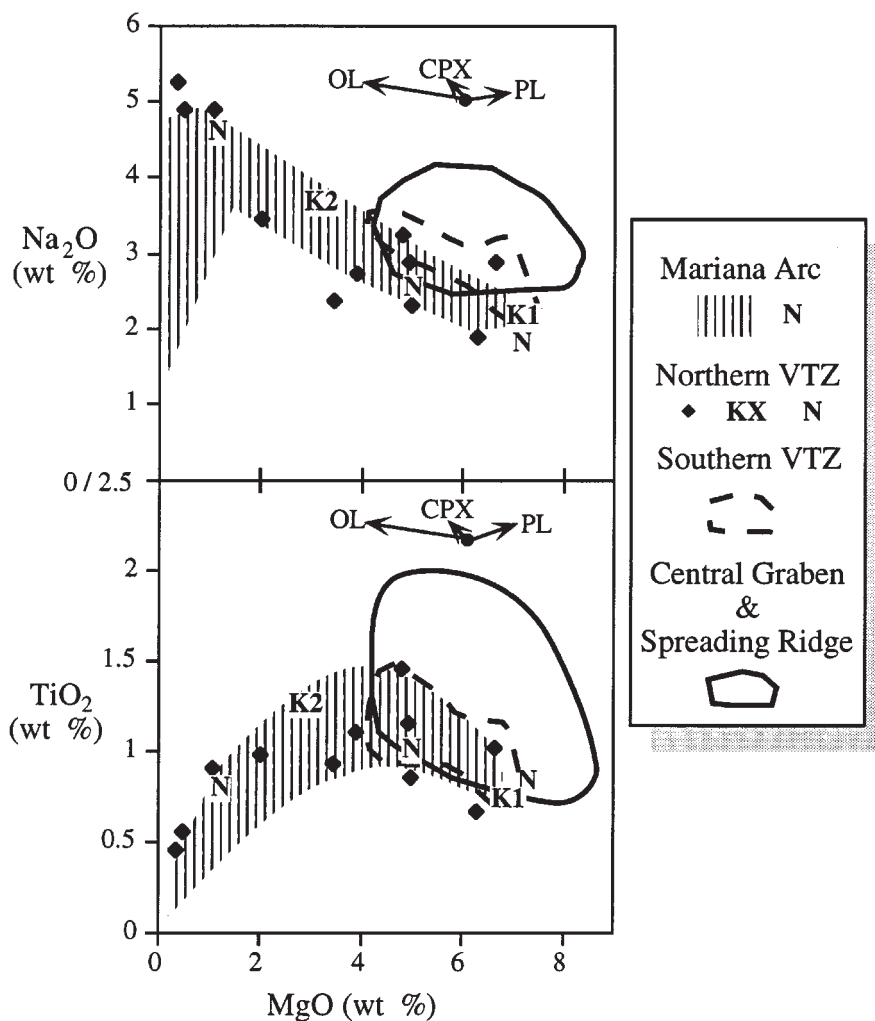 6
5
4
3
2
1
0 / 2.5
Na2O
(wt %)
OL
CPX
PL
N
K2
N
K1
N
2
1.5
1
0.5
0
TiO2
(wt %)
OL
CPX
PL
K2
N
N
N
K1
0
2
4
6
8
MgO (wt %)
Mariana Arc
N
Northern VTZ
KX N
Southern VTZ
Central Graben
&
Spreading Ridge